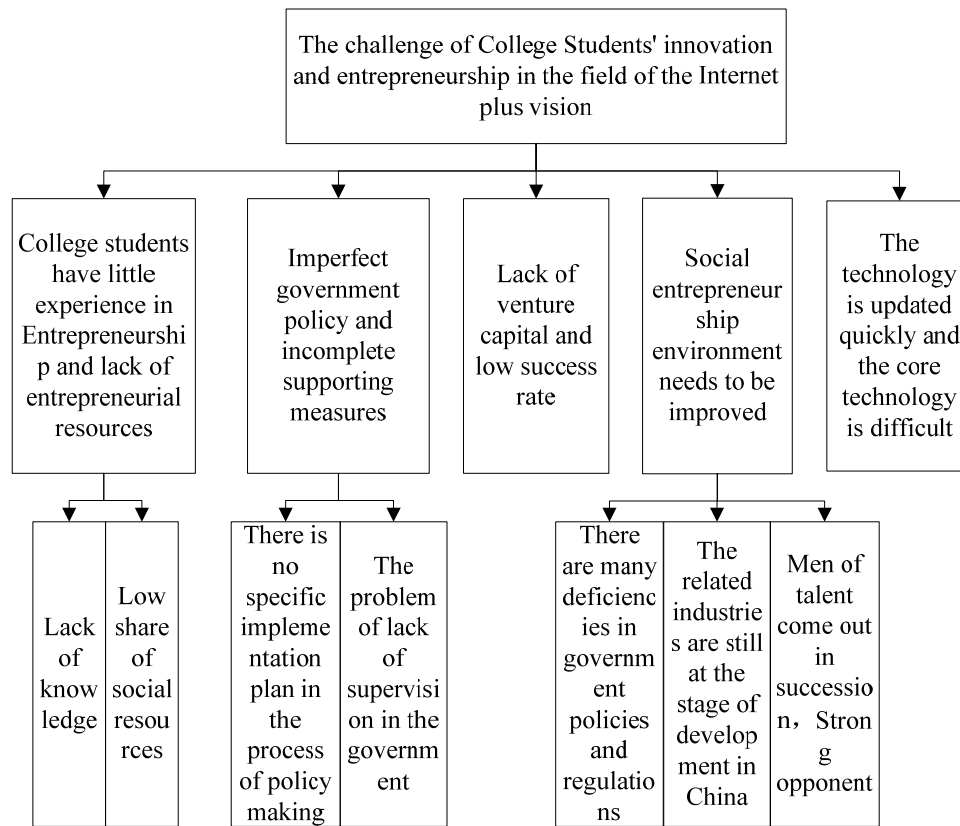 The challenge of College Students' innovation
and entrepreneurship in the field of the Internet
plus vision
College students
have little
experience in
Entrepreneurshi
p and lack of
entrepreneurial
resources
Imperfect
government
policy and
incomplete
supporting
measures
Lack of
venture
capital and
low success
rate
Social
entrepreneur
ship
environment
needs to be
improved
The
technology
is updated
quickly and
the core
technology
is difficult
Lack
of
know
ledge
Low
share
of
social
resou
rces
There is
no
specific
impleme
ntation
plan in
the
process
of policy
making
The
problem
of lack
of
supervisi
on in the
governm
ent
There
are many
deficienc
ies in
governm
ent
policies
and
regulatio
ns
The
related
industrie
s are still
at the
stage of
develop
ment in
China
Men of
talent
come out
in
successio
n，Stron
g
opponent